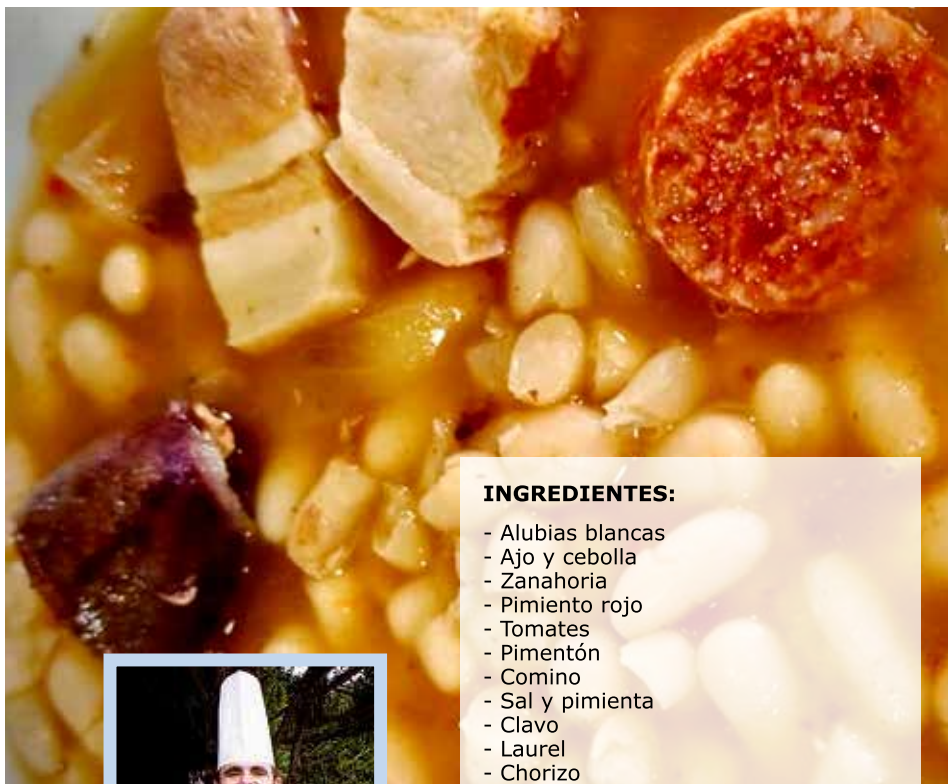 INGREDIENTES:
- Alubias blancas
- Ajo y cebolla
- Zanahoria
- Pimiento rojo
- Tomates
- Pimentón
- Comino
- Sal y pimienta
- Clavo
- Laurel
- Chorizo